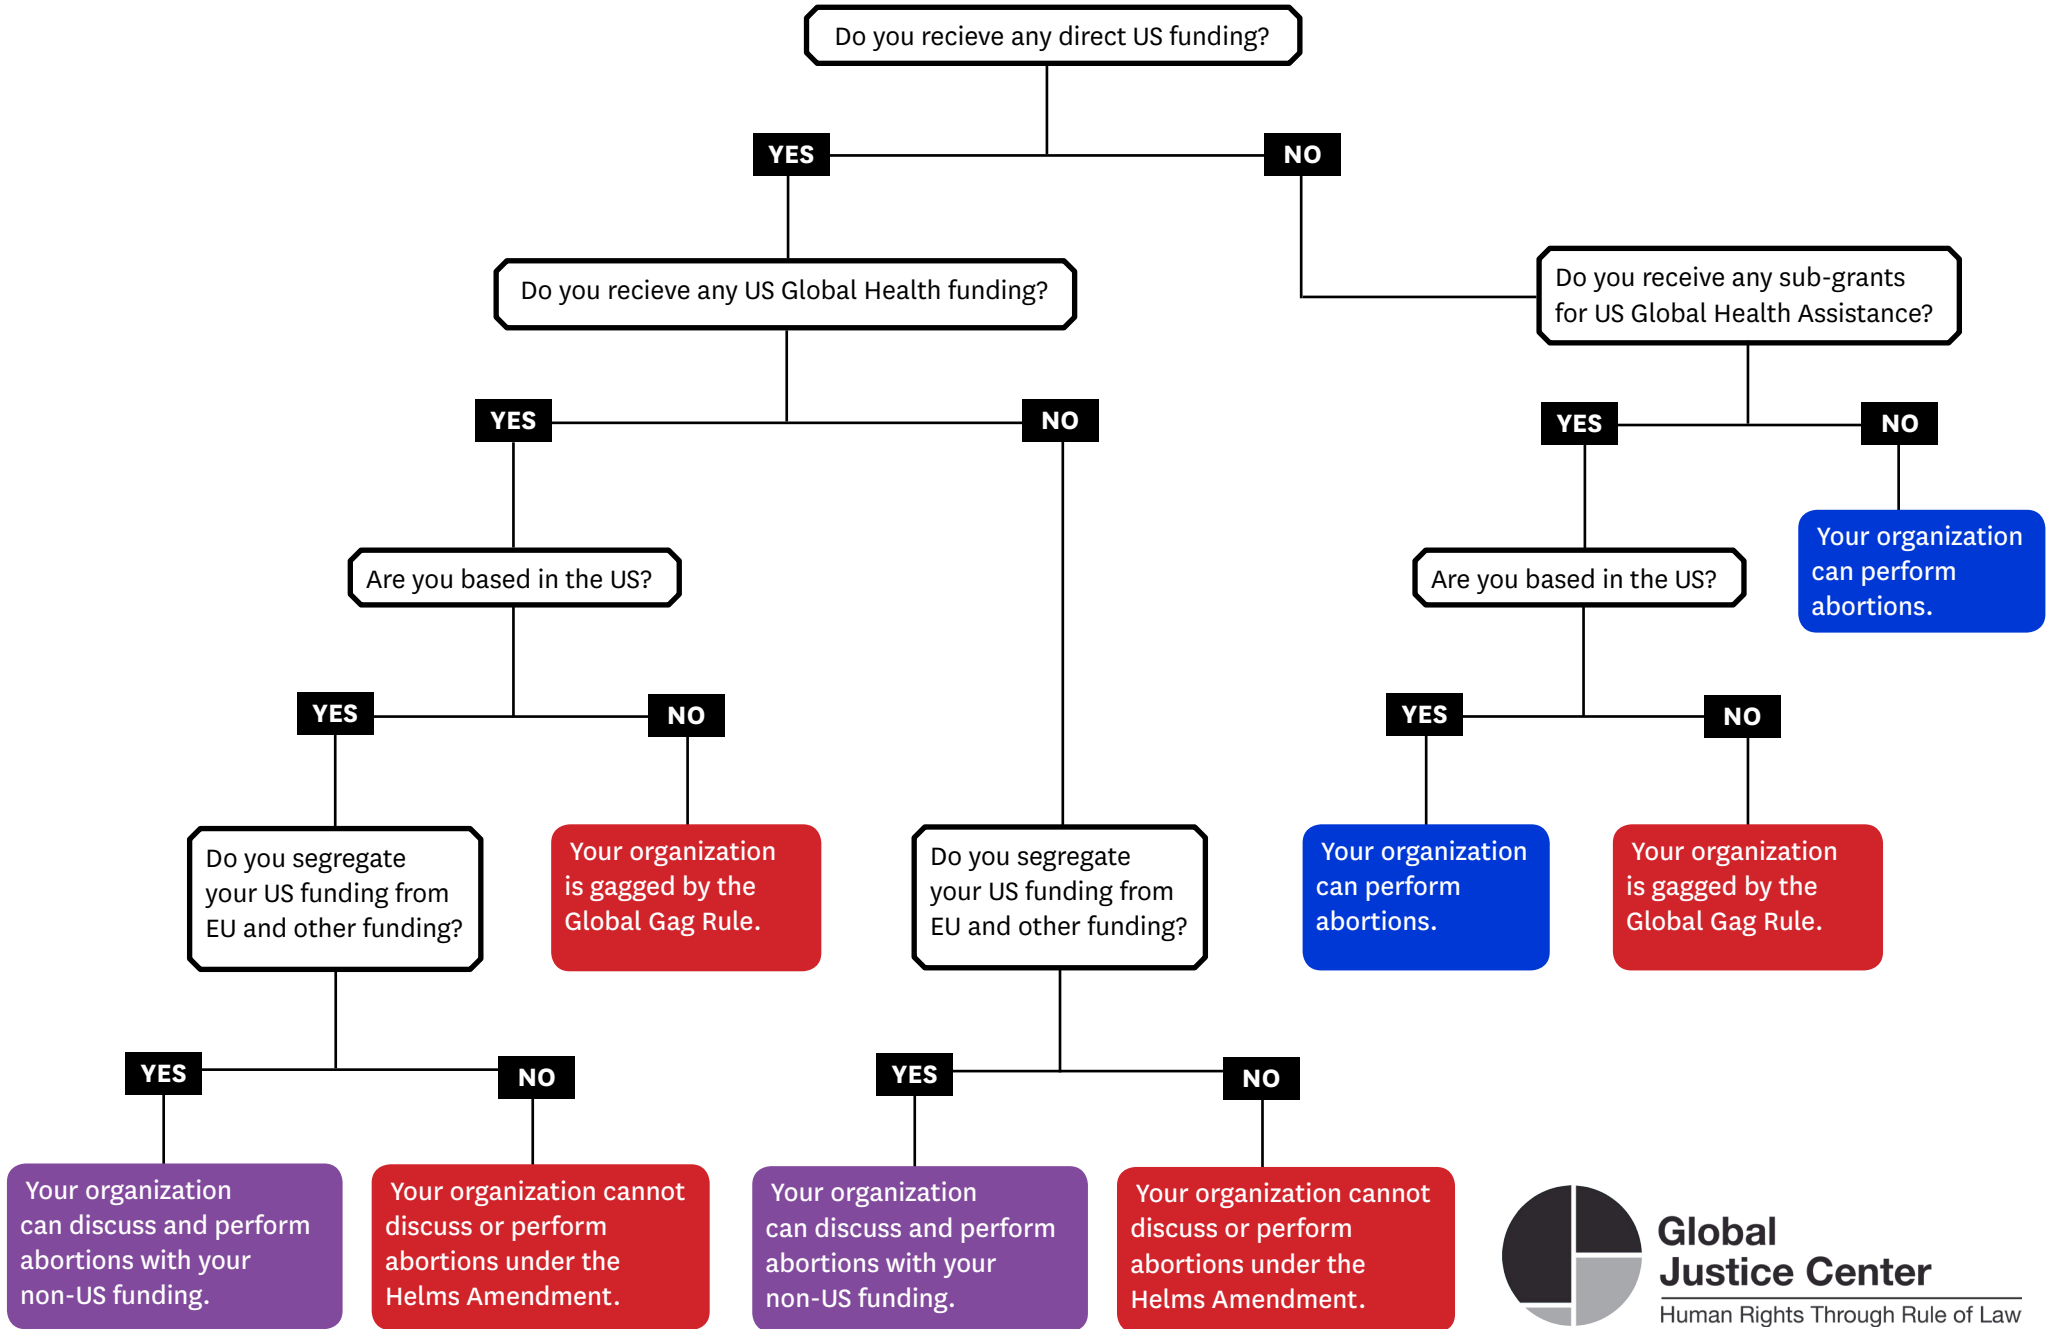 Do you recieve any direct US funding?
YES
NO
Do you recieve any US Global Health funding?
Do you receive any sub-grants
for US Global Health Assistance?
YES
NO
YES
NO
Your organization
can perform
abortions.
Are you based in the US?
Are you based in the US?
YES
NO
YES
NO
Do you segregate
your US funding from
EU and other funding?
Your organization
is gagged by the
Global Gag Rule.
Do you segregate
your US funding from
EU and other funding?
Your organization
can perform
abortions.
Your organization
is gagged by the
Global Gag Rule.
YES
NO
YES
NO
Your organization
can discuss and perform
abortions with your
non-US funding.
Your organization cannot
discuss or perform
abortions under the
Helms Amendment.
Your organization
can discuss and perform
abortions with your
non-US funding.
Your organization cannot
discuss or perform
abortions under the
Helms Amendment.
Global
Justice Center
Human Rights Through Rule of Law